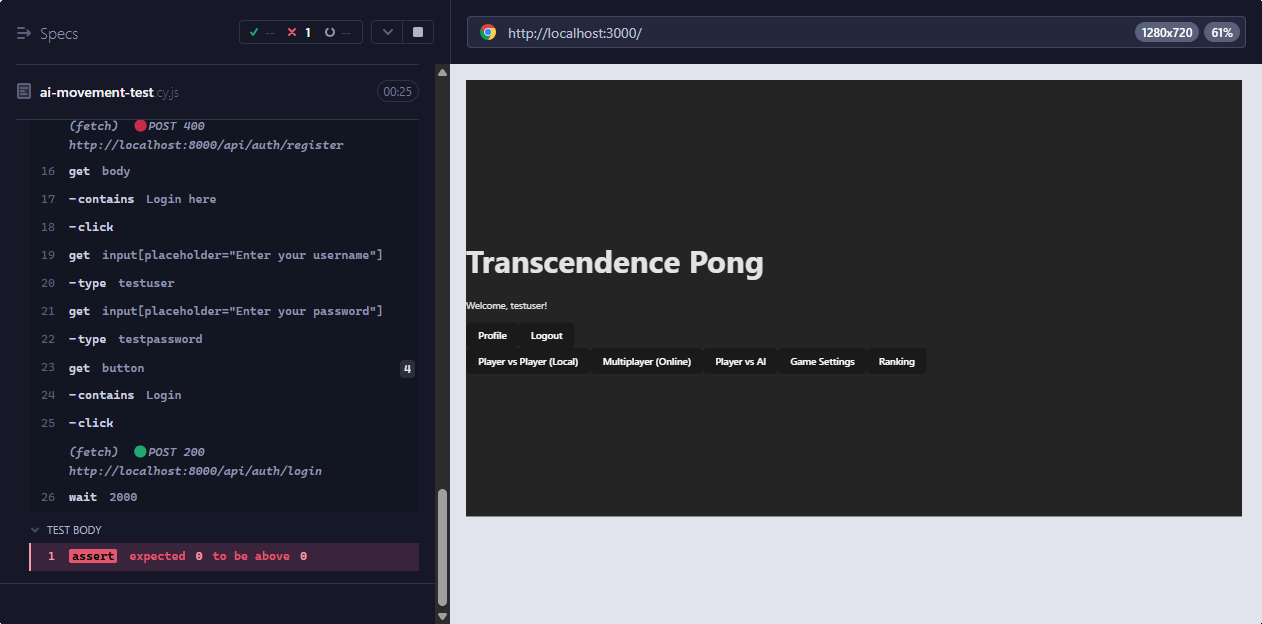 Specs
-- 1 --
ai-movement-test.cy.js 00:25
(fetch) POST 400
http://localhost:8000/api/auth/register
16 get body
17 -contains Login here
18 -click
19 get input[placeholder="Enter your username"]
20 -type testuser
21 get input[placeholder="Enter your password"]
22 -type testpassword
23 get button 4
24 -contains Login
25 -click
(fetch) POST 200
http://localhost:8000/api/auth/login
26 wait 2000
TEST BODY
1 assert expected 0 to be above 0
http://localhost:3000/
1280x720 61%
Transcendence Pong
Welcome, testuser!
Profile Logout
Player vs Player (Local) Multiplayer (Online) Player vs AI Game Settings Ranking